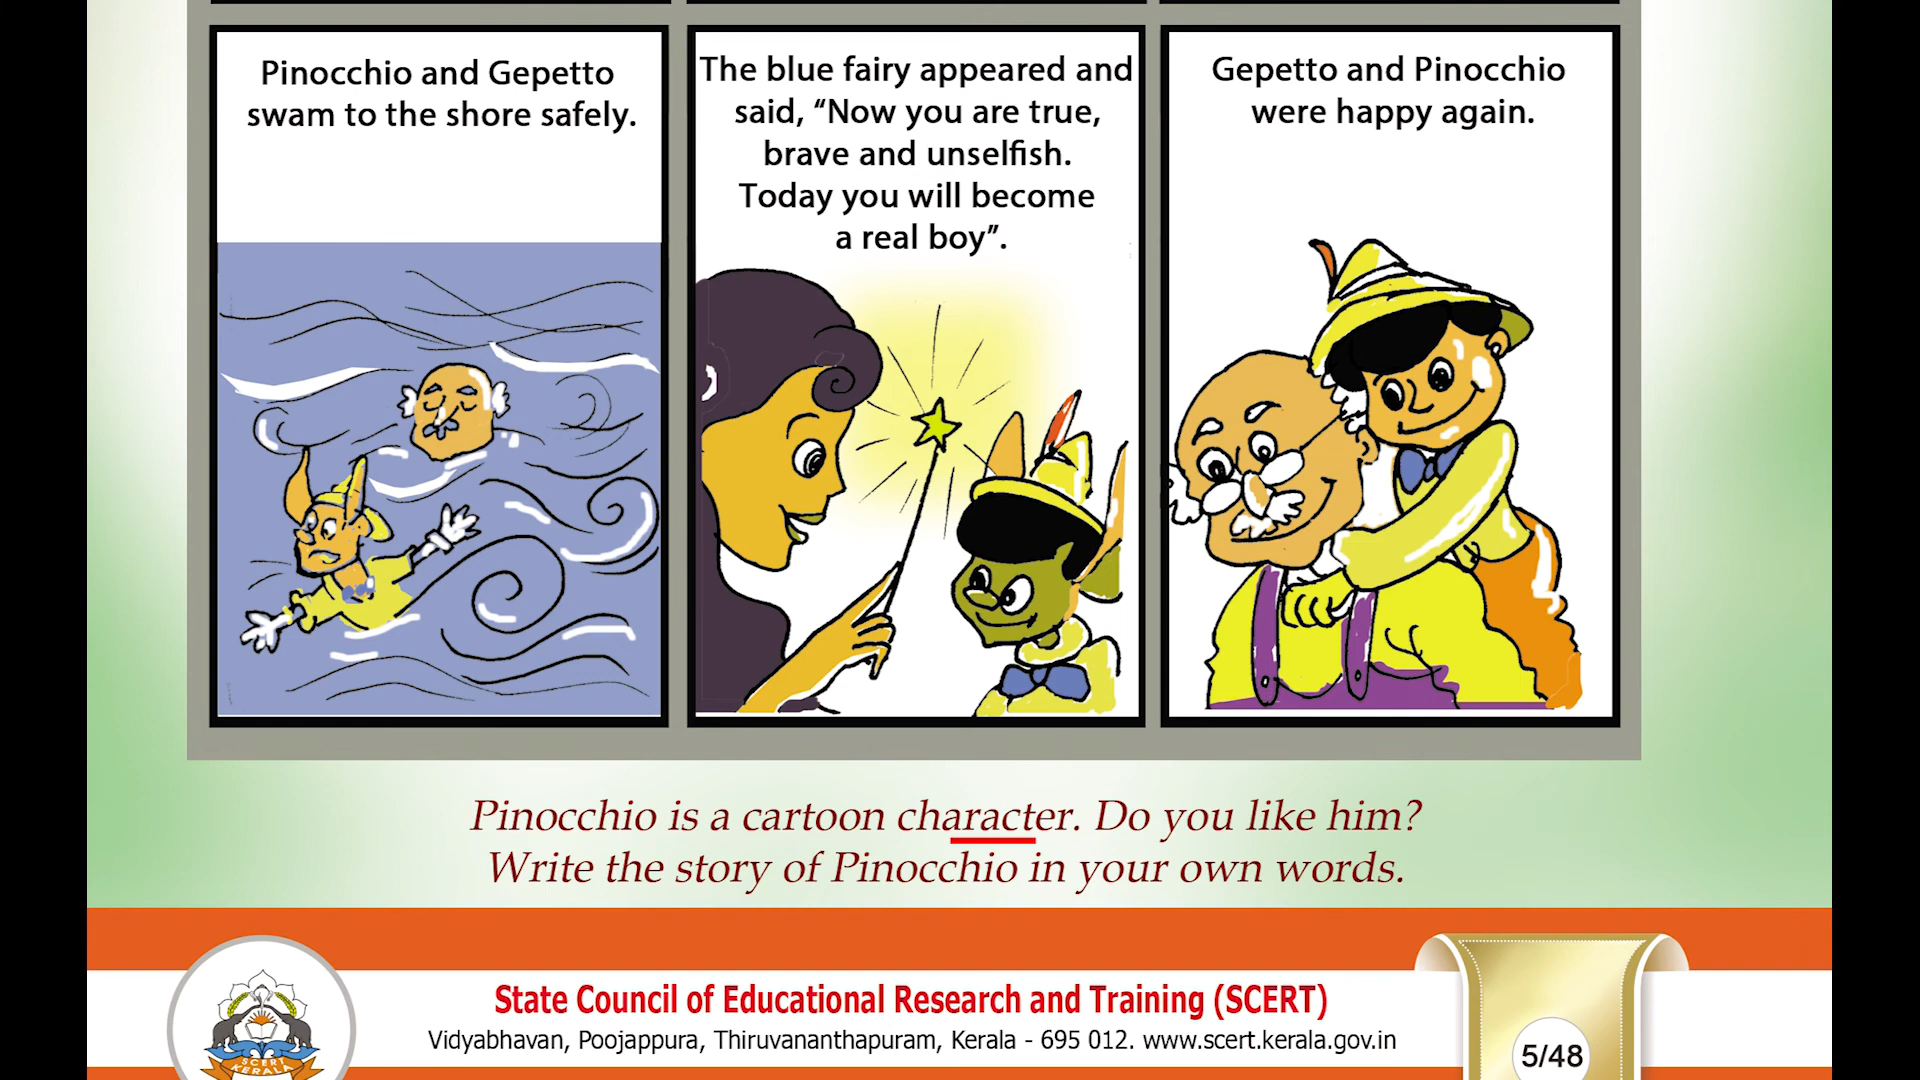 Pinocchio and Gepetto
swam to the shore safely.
The blue fairy appeared and
said, “Now you are true,
brave and unselfish.
Today you will become
a real boy”.
Gepetto and Pinocchio
were happy again.
Pinocchio is a cartoon character. Do you like him?
Write the story of Pinocchio in your own words.
State Council of Educational Research and Training (SCERT)
Vidyabhavan, Poojappura, Thiruvananthapuram, Kerala - 695 012. www.scert.kerala.gov.in
SCERT
KERALA
5/48